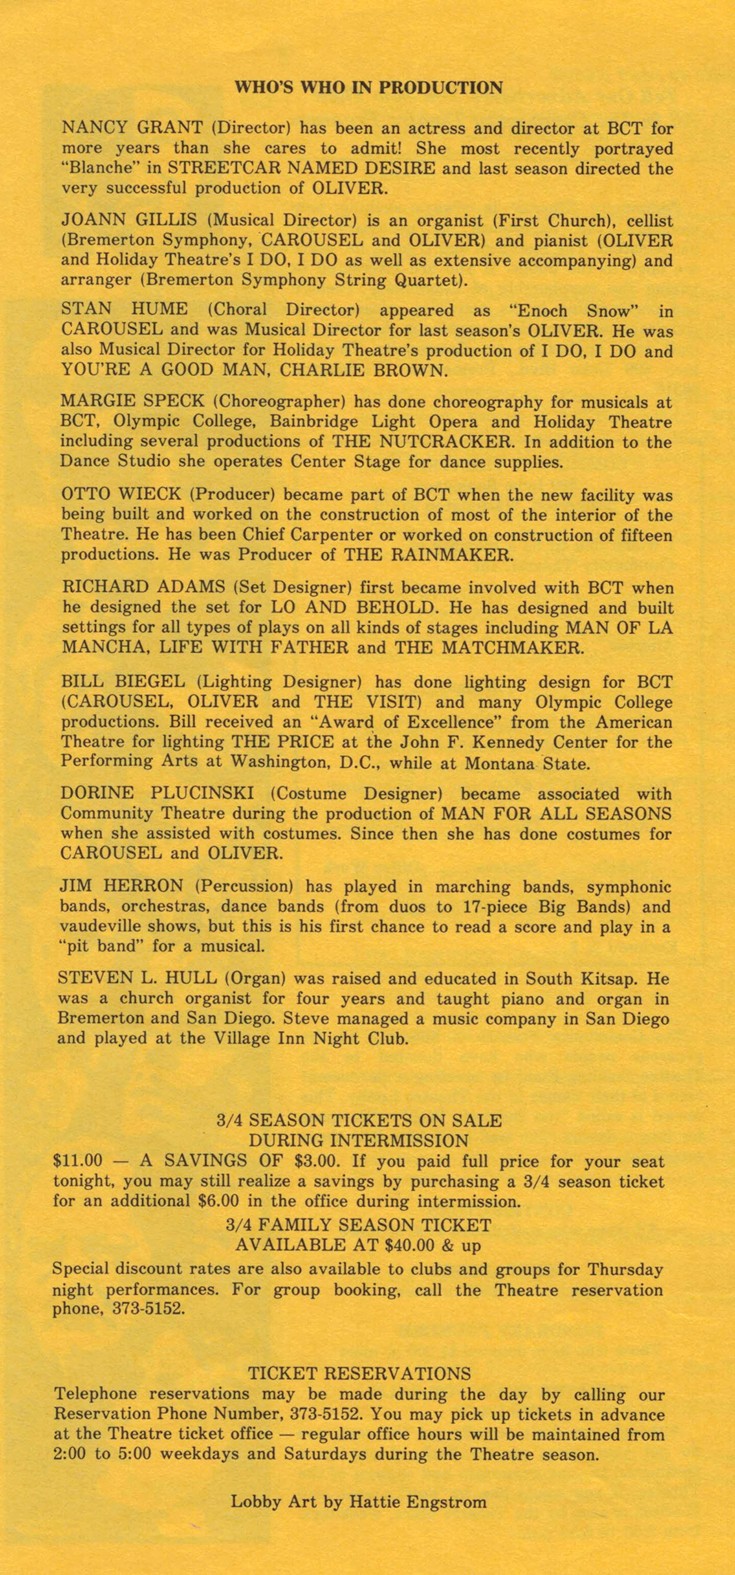 WHO'S WHO IN PRODUCTION
NANCY GRANT (Director) has been an actress and director at BCT for
more years than she cares to admit! She most recently portrayed
“Blanche” in STREETCAR NAMED DESIRE and last season directed the
very successful production of OLIVER.
JOANN GILLIS (Musical Director) is an organist (First Church), cellist
(Bremerton Symphony, CAROUSEL and OLIVER) and pianist (OLIVER
and Holiday Theatre's I DO, I DO as well as extensive accompanying) and
arranger (Bremerton Symphony String Quartet).
STAN HUME (Choral Director) appeared as “Enoch Snow” in
CAROUSEL and was Musical Director for last season's OLIVER. He was
also Musical Director for Holiday Theatre's production of I DO, I DO and
YOU'RE A GOOD MAN, CHARLIE BROWN.
MARGIE SPECK (Choreographer) has done choreography for musicals at
BCT, Olympic College, Bainbridge Light Opera and Holiday Theatre
including several productions of THE NUTCRACKER. In addition to the
Dance Studio she operates Center Stage for dance supplies.
OTTO WIECK (Producer) became part of BCT when the new facility was
being built and worked on the construction of most of the interior of the
Theatre. He has been Chief Carpenter or worked on construction of fifteen
productions. He was Producer of THE RAINMAKER.
RICHARD ADAMS (Set Designer) first became involved with BCT when
he designed the set for LO AND BEHOLD. He has designed and built
settings for all types of plays on all kinds of stages including MAN OF LA
MANCHA, LIFE WITH FATHER and THE MATCHMAKER.
BILL BIEGEL (Lighting Designer) has done lighting design for BCT
(CAROUSEL, OLIVER and THE VISIT) and many Olympic College
productions. Bill received an “Award of Excellence” from the American
Theatre for lighting THE PRICE at the John F. Kennedy Center for the
Performing Arts at Washington, D.C., while at Montana State.
DORINE PLUCINSKI (Costume Designer) became associated with
Community Theatre during the production of MAN FOR ALL SEASONS
when she assisted with costumes. Since then she has done costumes for
CAROUSEL and OLIVER.
JIM HERRON (Percussion) has played in marching bands, symphonic
bands, orchestras, dance bands (from duos to 17-piece Big Bands) and
vaudeville shows, but this is his first chance to read a score and play in a
“pit band” for a musical.
STEVEN L. HULL (Organ) was raised and educated in South Kitsap. He
was a church organist for four years and taught piano and organ in
Bremerton and San Diego. Steve managed a music company in San Diego
and played at the Village Inn Night Club.
3/4 SEASON TICKETS ON SALE
DURING INTERMISSION
$11.00 — A SAVINGS OF $3.00. If you paid full price for your seat
tonight, you may still realize a savings by purchasing a 3/4 season ticket
for an additional $6.00 in the office during intermission.
3/4 FAMILY SEASON TICKET
AVAILABLE AT $40.00 & up
Special discount rates are also available to clubs and groups for Thursday
night performances. For group booking, call the Theatre reservation
phone, 373-5152.
TICKET RESERVATIONS
Telephone reservations may be made during the day by calling our
Reservation Phone Number, 373-5152. You may pick up tickets in advance
at the Theatre ticket office — regular office hours will be maintained from
2:00 to 5:00 weekdays and Saturdays during the Theatre season.
Lobby Art by Hattie Engstrom